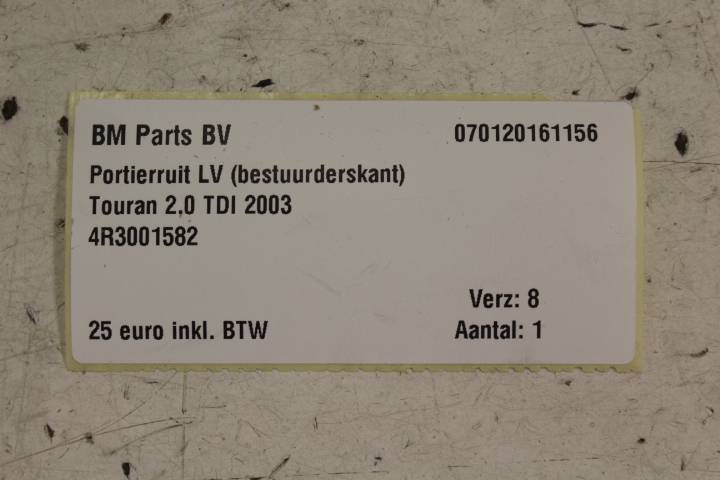 BM Parts BV 070120161156
Portierruit LV (bestuurderskant)
Touran 2.0 TDI 2003
4R3001582
Verz: 8
25 euro inkl. BTW Aantal: 1